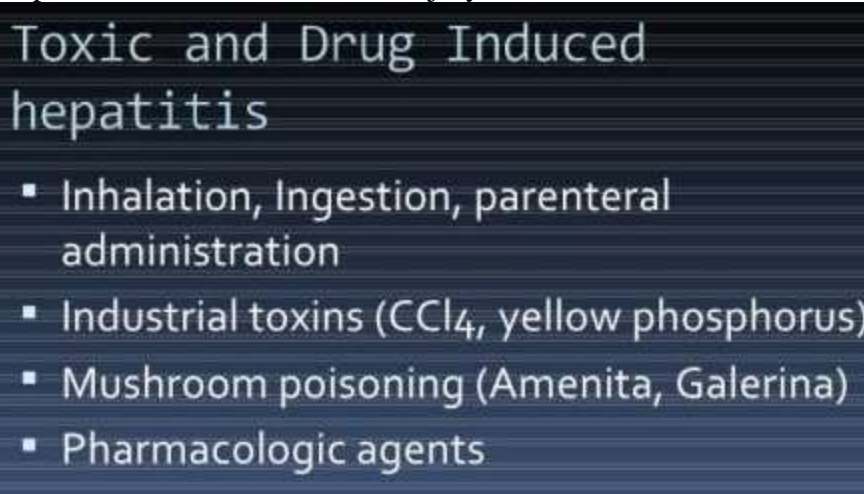 Toxic and Drug Induced
hepatitis
▪ Inhalation, Ingestion, parenteral
administration
▪ Industrial toxins (CCl4, yellow phosphorus)
▪ Mushroom poisoning (Amenita, Galerina)
▪ Pharmacologic agents